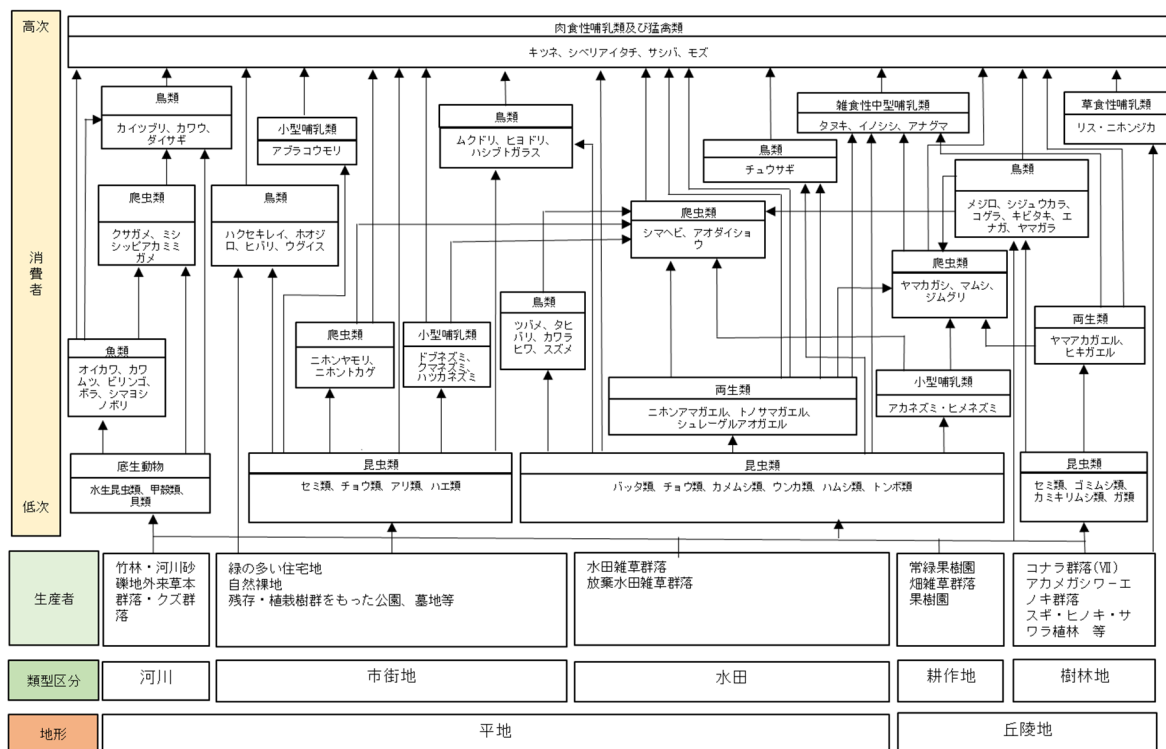 高次
消費者
低次
肉食性哺乳類及び猛禽類
キツネ、シベリアイタチ、サシバ、モズ
鳥類
カイツブリ、カワウ、
ダイサギ
小型哺乳類
アブラコウモリ
鳥類
ムクドリ、ヒヨドリ、
ハシブトガラス
鳥類
チュウサギ
雑食性中型哺乳類
タヌキ、イノシシ、アナグマ
草食性哺乳類
リス・ニホンジカ
爬虫類
クサガメ、ミシ
シッピアカミミ
ガメ
鳥類
ハクセキレイ、ホオジ
ロ、ヒバリ、ウグイス
爬虫類
シマヘビ、アオダイショ
ウ
鳥類
メジロ、シジュウカラ、
コゲラ、キビタキ、エ
ナガ、ヤマガラ
爬虫類
ヤマカガシ、マムシ、
ジムグリ
魚類
オイカワ、カワ
ムツ、ビリンゴ、
ボラ、シマヨシ
ノボリ
爬虫類
ニホンヤモリ、
ニホントカゲ
小型哺乳類
ドブネズミ、
クマネズミ、
ハツカネズミ
鳥類
ツバメ、タヒ
バリ、カワラ
ヒワ、スズメ
両生類
ニホンアマガエル、トノサマガエル、
シュレーゲルアオガエル
小型哺乳類
アカネズミ・ヒメネズミ
両生類
ヤマアカガエル、
ヒキガエル
底生動物
水生昆虫類、甲殻類、
貝類
昆虫類
セミ類、チョウ類、アリ類、ハエ類
昆虫類
バッタ類、チョウ類、カメムシ類、ウンカ類、ハムシ類、トンボ類
昆虫類
セミ類、ゴミムシ類、
カミキリムシ類、ガ類
生産者
竹林・河川砂
礫地外来草本
群落・クズ群
落
緑の多い住宅地
自然裸地
残存・植栽樹群をもった公園、墓地等
水田雑草群落
放棄水田雑草群落
常緑果樹園
畑雑草群落
果樹園
コナラ群落(Ⅶ)
アカメガシワ－エ
ノキ群落
スギ・ヒノキ・サ
ワラ植林 等
類型区分
河川
市街地
水田
耕作地
樹林地
地形
平地
丘陵地